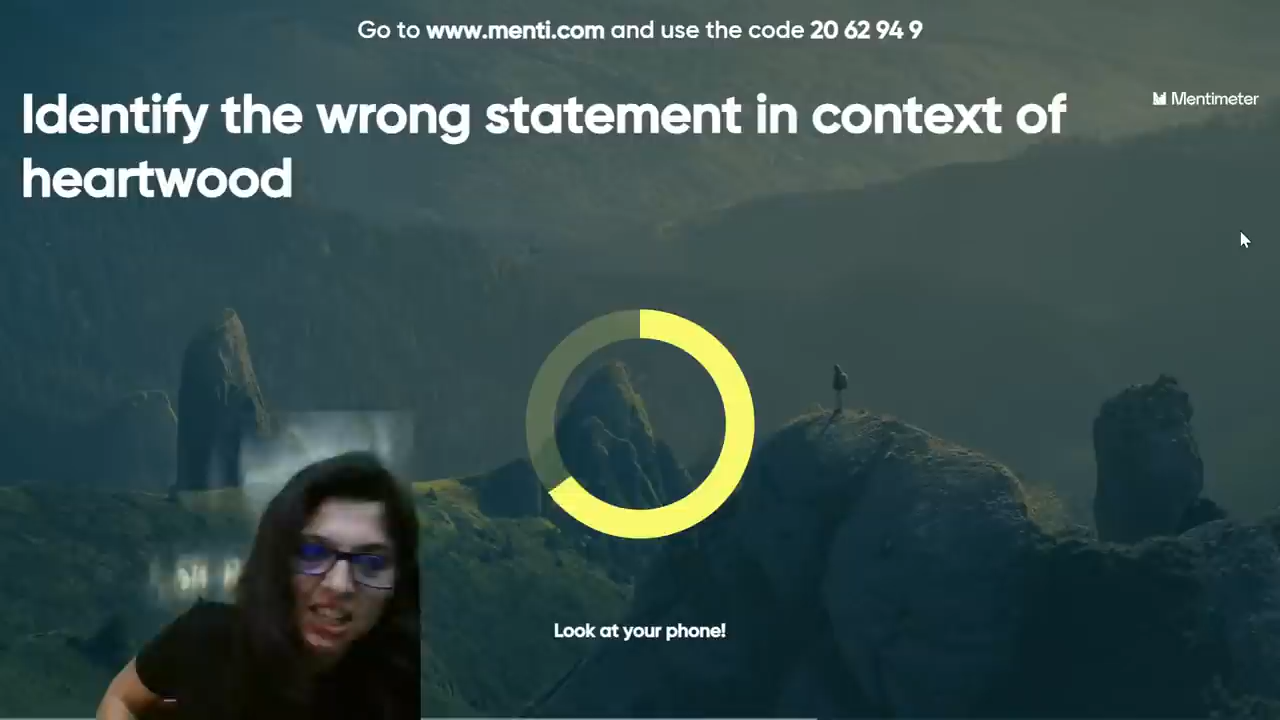 Go to www.menti.com and use the code 20 62 94 9
Mentimeter
Identify the wrong statement in context of
heartwood
Look at your phone!